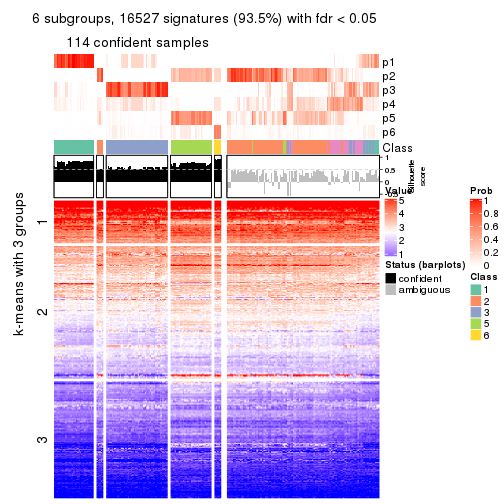 6 subgroups, 16527 signatures (93.5%) with fdr < 0.05
114 confident samples
p1
p2
p3
p4
p5
p6
Class
1
0.5
0
-0.5
Silhouette
score
k-means with 3 groups
1
2
3
Value
5
4
3
2
1
Status (barplots)
confident
ambiguous
Prob
1
0.8
0.6
0.4
0.2
0
Class
1
2
3
5
6